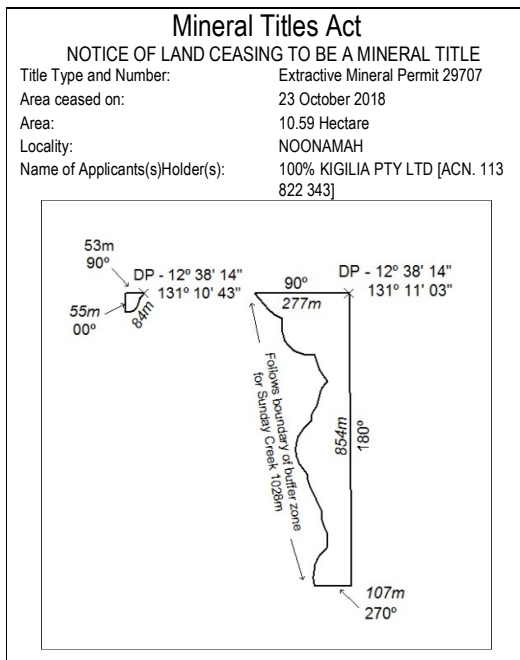 Mineral Titles Act
NOTICE OF LAND CEASING TO BE A MINERAL TITLE
Title Type and Number: Extractive Mineral Permit 29707
Area ceased on: 23 October 2018
Area: 10.59 Hectare
Locality: NOONAMAH
Name of Applicants(s)Holder(s): 100% KIGILIA PTY LTD [ACN. 113
822 343]
53m
90º
DP - 12º 38' 14"
131º 10' 43"
55m
00º
84m
90º
277m
DP - 12º 38' 14"
131º 11' 03"
Follows boundary of buffer zone
for Sunday Creek 1028m
854m
180º
107m
270º